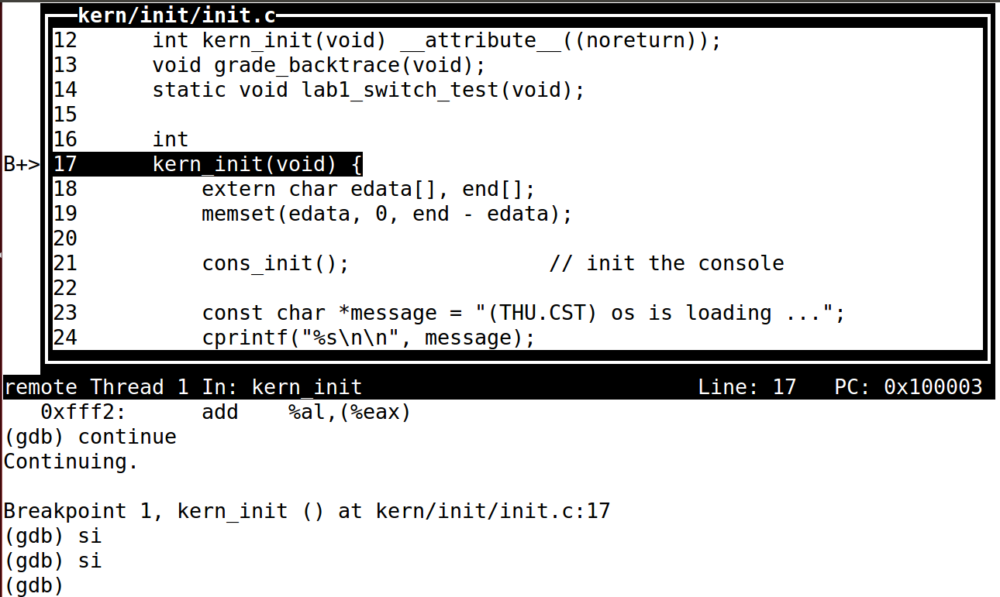 kern/init/init.c
12      int kern_init(void) __attribute__((noreturn));
13      void grade_backtrace(void);
14      static void lab1_switch_test(void);
15
16      int
B+> 17      kern_init(void) {
18          extern char edata[], end[];
19          memset(edata, 0, end - edata);
20
21          cons_init();                // init the console
22
23          const char *message = "(THU.CST) os is loading ...";
24          cprintf("%s\n\n", message);
remote Thread 1 In: kern_init                           Line: 17   PC: 0x100003
   0xfff2:      add    %al,(%eax)
(gdb) continue
Continuing.
Breakpoint 1, kern_init () at kern/init/init.c:17
(gdb) si
(gdb) si
(gdb)